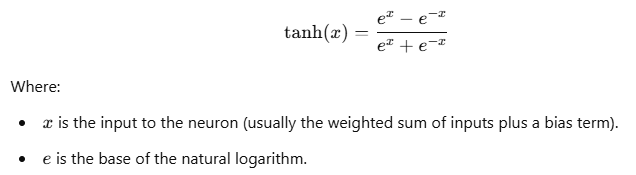 tanh(x) = \frac{e^x − e^{−x}}{e^x + e^{−x}}
Where:
• x is the input to the neuron (usually the weighted sum of inputs plus a bias term).
• e is the base of the natural logarithm.